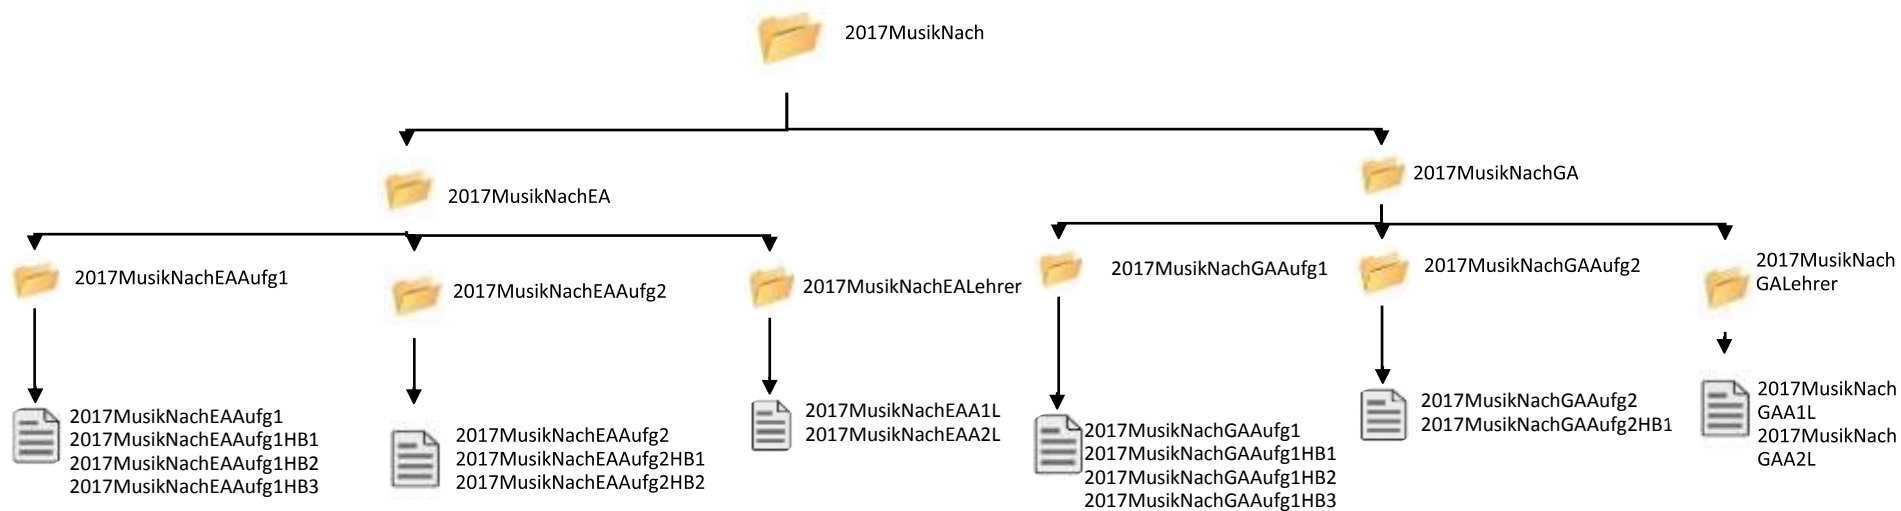 2017MusikNach
2017MusikNachEA
2017MusikNachGA
2017MusikNachEAAufg1
2017MusikNachEAAufg2
2017MusikNachEALehrer
2017MusikNachGAAufg1
2017MusikNachGAAufg2
2017MusikNach
GALehrer
2017MusikNachEAAufg1
2017MusikNachEAAufg1HB1
2017MusikNachEAAufg1HB2
2017MusikNachEAAufg1HB3
2017MusikNachEAAufg2
2017MusikNachEAAufg2HB1
2017MusikNachEAAufg2HB2
2017MusikNachEAA1L
2017MusikNachEAA2L
2017MusikNachGAAufg1
2017MusikNachGAAufg1HB1
2017MusikNachGAAufg1HB2
2017MusikNachGAAufg1HB3
2017MusikNachGAAufg2
2017MusikNachGAAufg2HB1
2017MusikNach
GAA1L
2017MusikNach
GAA2L